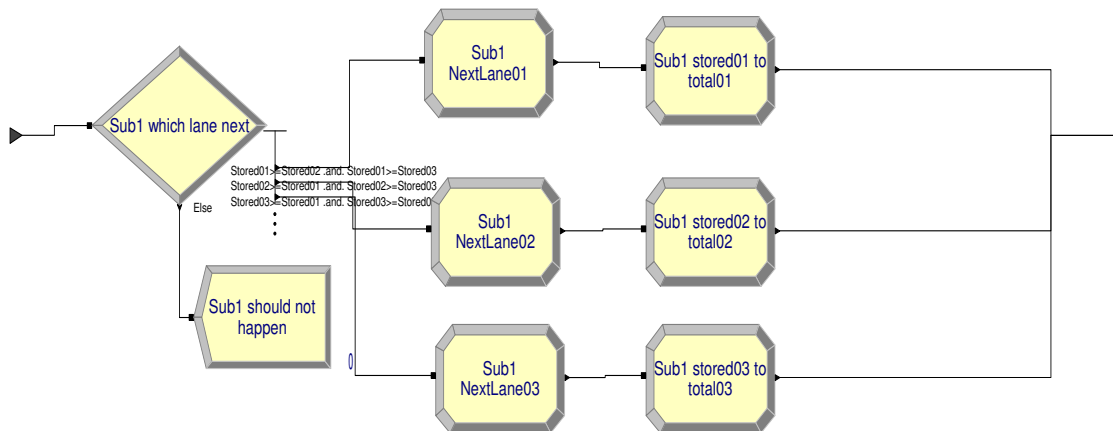 Sub1 which lane next
Else
Sub1 should not
happen
Stored01>=Stored02 .and. Stored01>=Stored03
Stored02>=Stored01 .and. Stored02>=Stored03
Stored03>=Stored01 .and. Stored03>=Stored0
Sub1
NextLane01
Sub1 stored01 to
total01
Sub1
NextLane02
Sub1 stored02 to
total02
Sub1
NextLane03
Sub1 stored03 to
total03